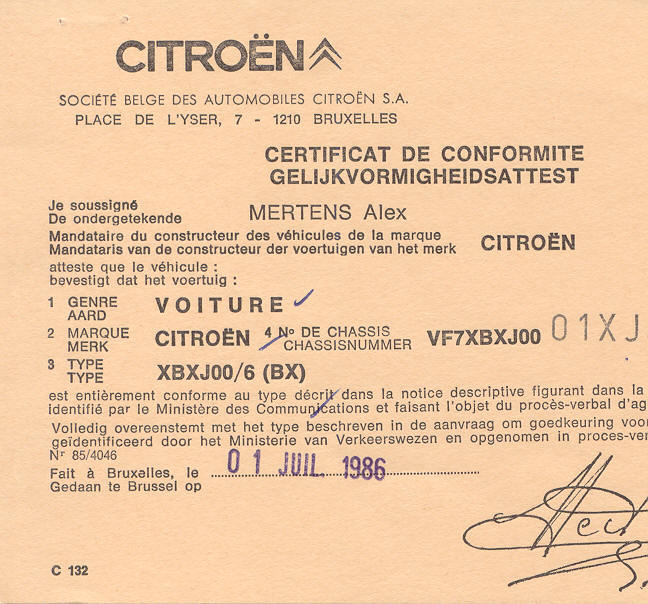 CITROËN
SOCIÉTÉ BELGE DES AUTOMOBILES CITROËN S.A.
PLACE DE L'YSER, 7 - 1210 BRUXELLES
CERTIFICAT DE CONFORMITE
GELIJKVORMIGHEIDSATTEST
Je soussigné
De ondergetekende
MERTENS Alex
Mandataire du constructeur des véhicules de la marque
Mandataris van de constructeur der voertuigen van het merk
CITROËN
atteste que le véhicule :
bevestigt dat het voertuig :
1 GENRE
AARD
VOITURE
2 MARQUE
MERK
CITROËN
4 No DE CHASSIS
CHASSISNUMMER
VF7XBXJ00 01XJ
3 TYPE
TYPE
XBXJ00/6 (BX)
est entièrement conforme au type décrit dans la notice descriptive figurant dans la
identifié par le Ministère des Communications et faisant l'objet du procès-verbal d'ag
Volledig overeenstemt met het type beschreven in de aanvraag om goedkeuring voo
geïdentificeerd door het Ministerie van Verkeerswezen en opgenomen in proces-ver
Nr 85/4046
Fait à Bruxelles, le
Gedaan te Brussel op
01 JUIL. 1986
C 132